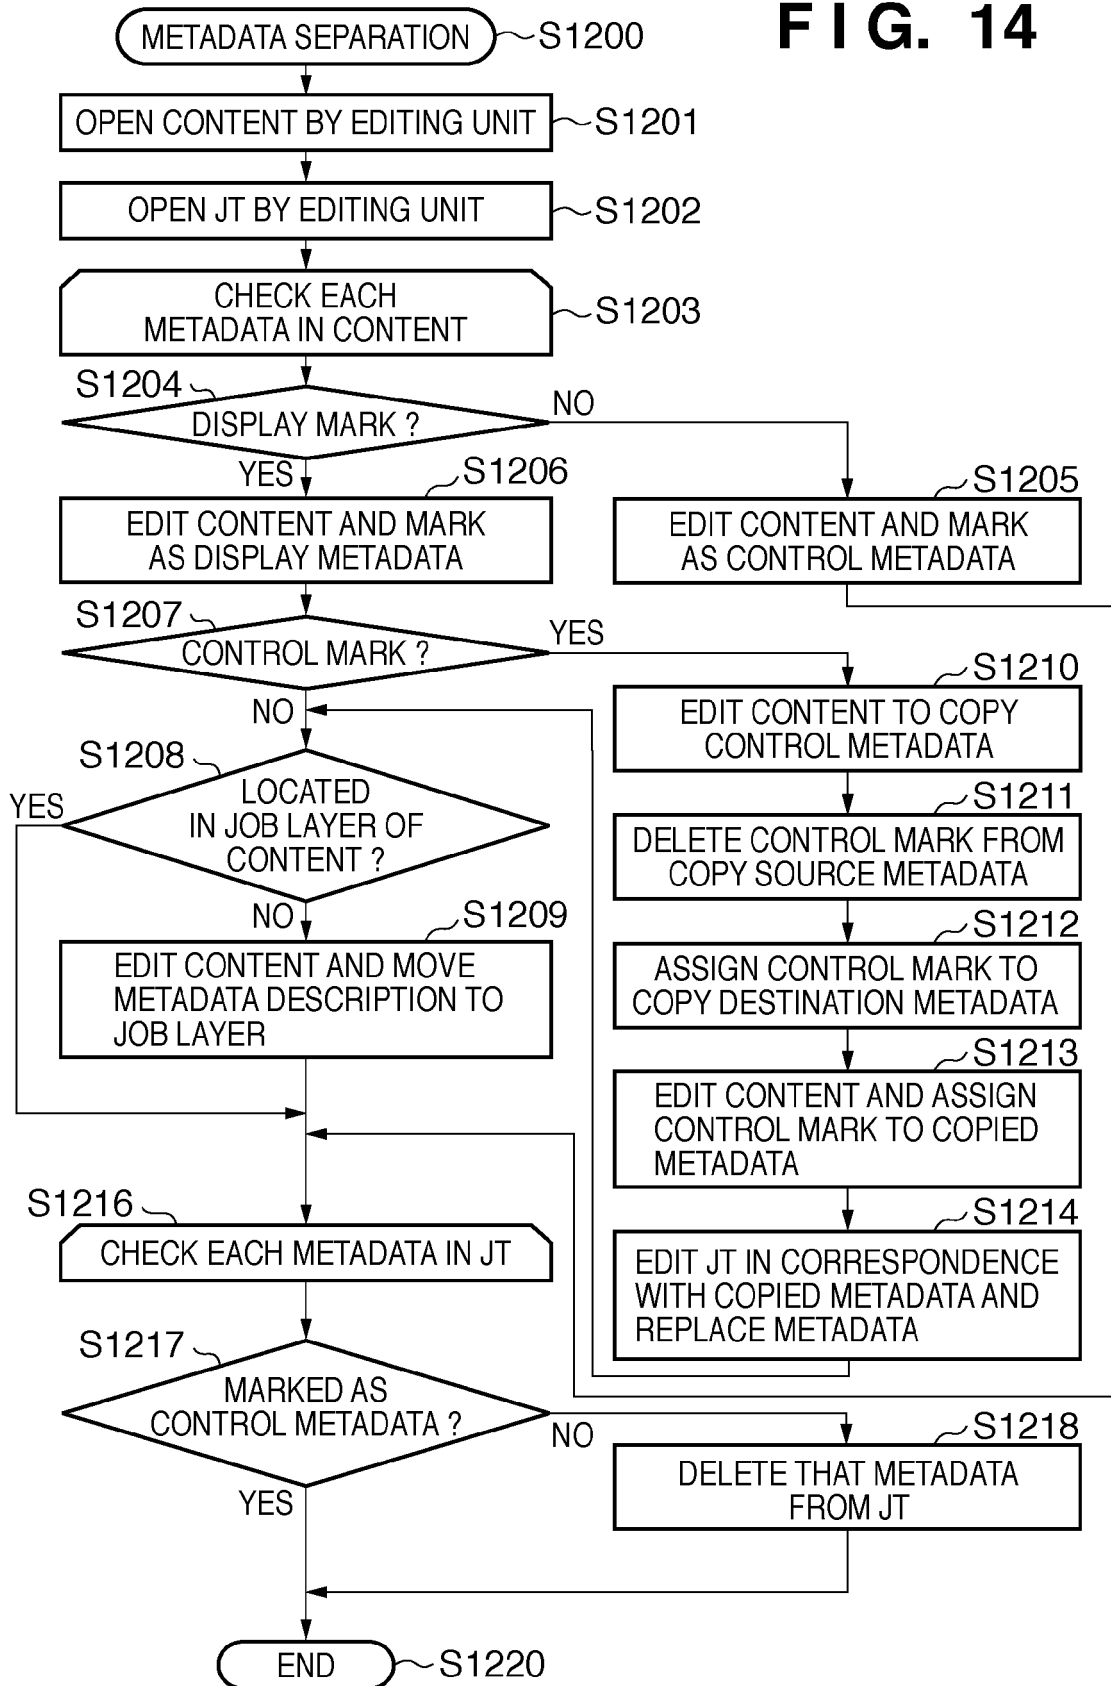 FIG. 14
METADATA SEPARATION
S1200
OPEN CONTENT BY EDITING UNIT
S1201
OPEN JT BY EDITING UNIT
S1202
CHECK EACH
METADATA IN CONTENT
S1203
S1204
DISPLAY MARK ?
NO
YES
S1206
EDIT CONTENT AND MARK
AS DISPLAY METADATA
S1205
EDIT CONTENT AND MARK
AS CONTROL METADATA
S1207
CONTROL MARK ?
YES
NO
S1210
EDIT CONTENT TO COPY
CONTROL METADATA
S1208
LOCATED
IN JOB LAYER OF
CONTENT ?
YES
NO
S1211
DELETE CONTROL MARK FROM
COPY SOURCE METADATA
S1209
EDIT CONTENT AND MOVE
METADATA DESCRIPTION TO
JOB LAYER
S1212
ASSIGN CONTROL MARK TO
COPY DESTINATION METADATA
S1213
EDIT CONTENT AND ASSIGN
CONTROL MARK TO COPIED
METADATA
S1214
EDIT JT IN CORRESPONDENCE
WITH COPIED METADATA AND
REPLACE METADATA
S1216
CHECK EACH METADATA IN JT
S1217
MARKED AS
CONTROL METADATA ?
NO
YES
S1218
DELETE THAT METADATA
FROM JT
END
S1220